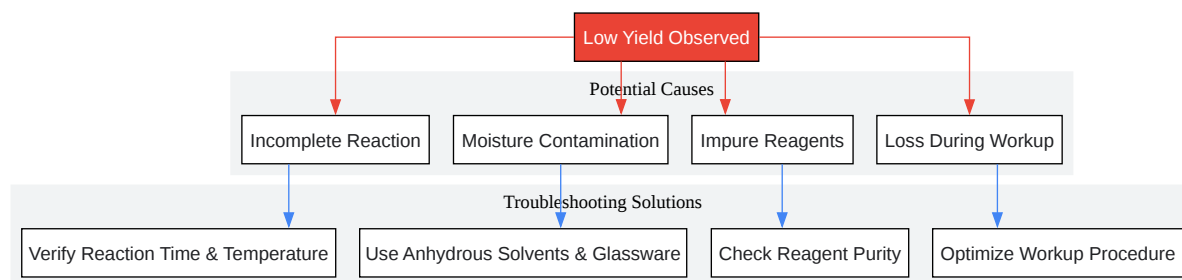 Low Yield Observed
Potential Causes
Incomplete Reaction
Moisture Contamination
Impure Reagents
Loss During Workup
Troubleshooting Solutions
Verify Reaction Time & Temperature
Use Anhydrous Solvents & Glassware
Check Reagent Purity
Optimize Workup Procedure